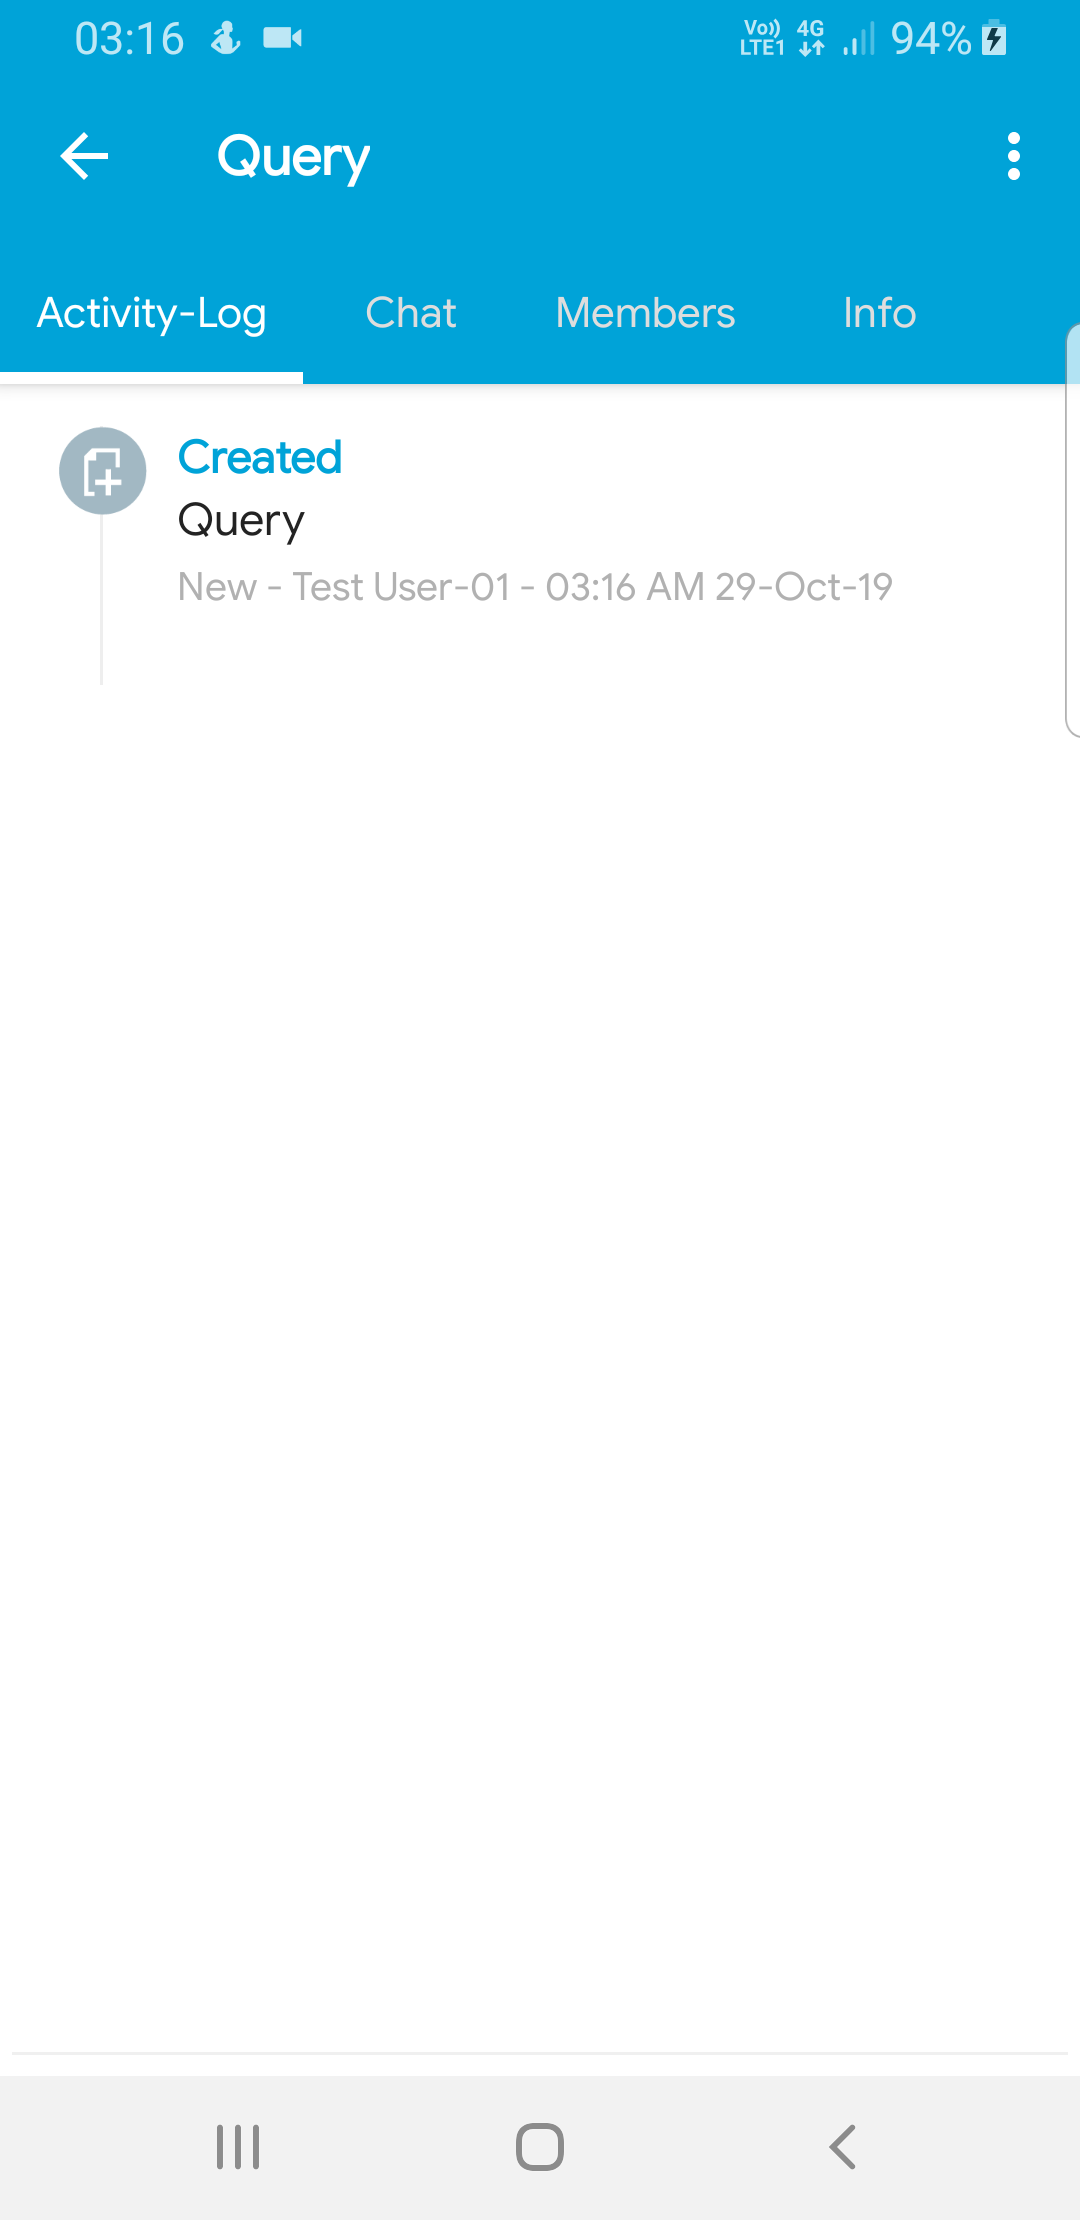 03:16 Vo)) LTE1 4G 94%
Query
Activity-Log Chat Members Info
Created
Query
New - Test User-01 - 03:16 AM 29-Oct-19